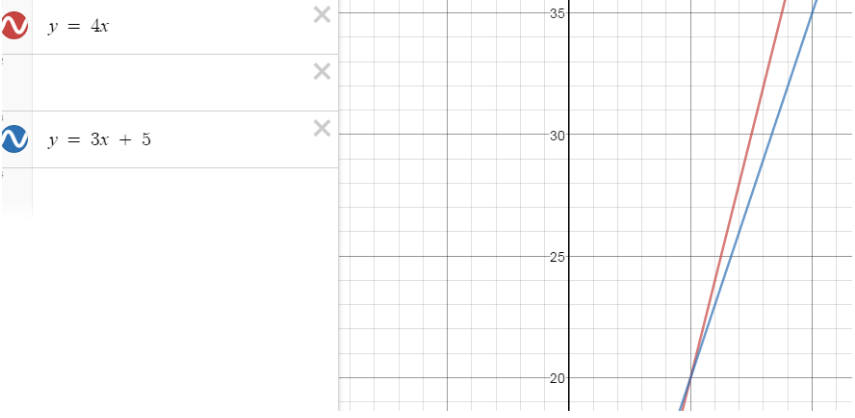 y = 4x
y = 3x + 5
35
30
25
20